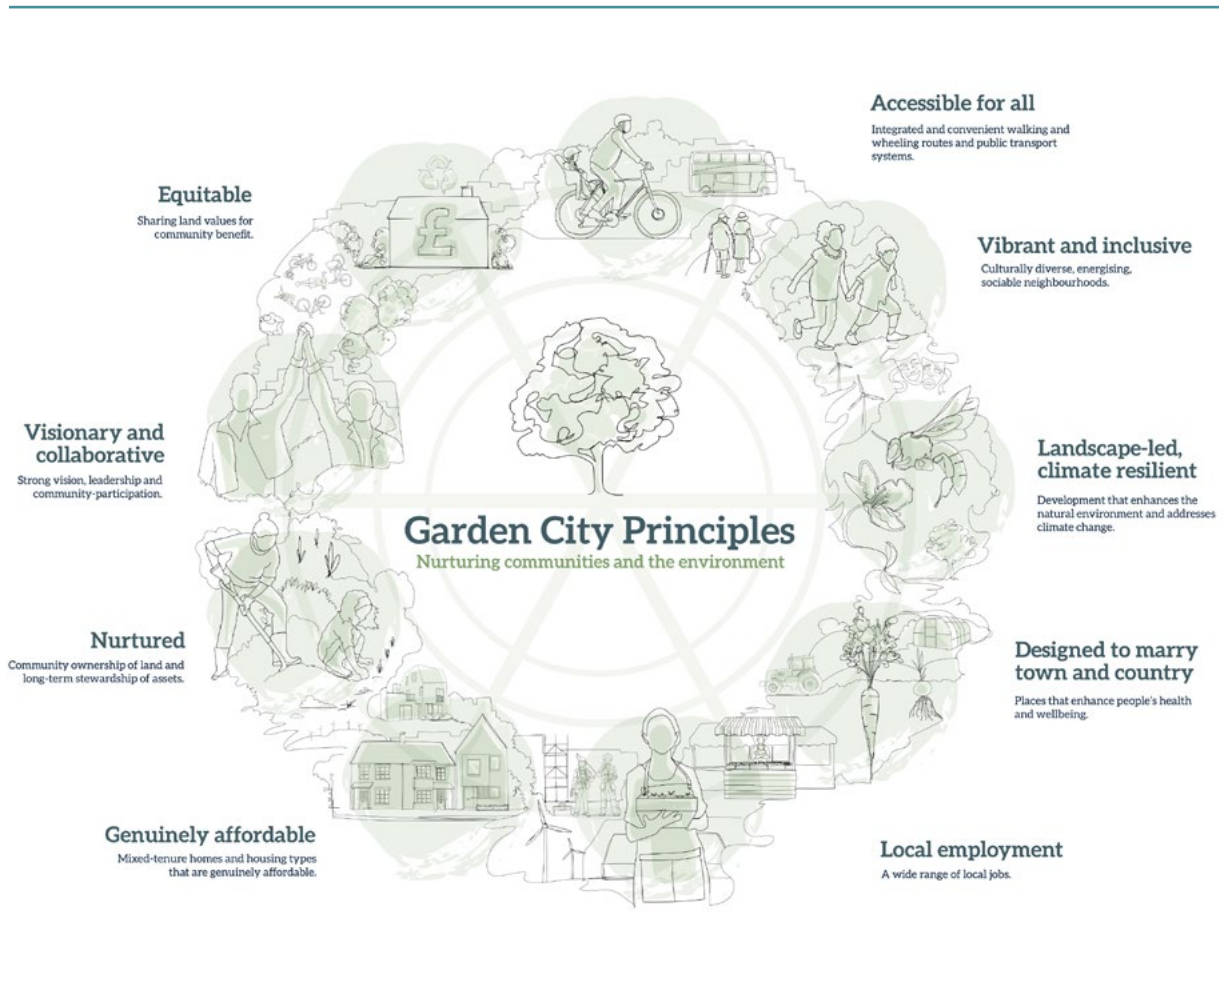 Accessible for all
Integrated and convenient walking and
wheeling routes and public transport
systems.
Equitable
Sharing land values for
community benefit.
£
Vibrant and inclusive
Culturally diverse, energising,
sociable neighbourhoods.
Visionary and
collaborative
Strong vision, leadership and
community-participation.
Landscape-led,
climate resilient
Development that enhances the
natural environment and addresses
climate change.
Garden City Principles
Nurturing communities and the environment
Nurtured
Community ownership of land and
long-term stewardship of assets.
Designed to marry
town and country
Places that enhance people's health
and wellbeing.
Genuinely affordable
Mixed-tenure homes and housing types
that are genuinely affordable.
Local employment
A wide range of local jobs.